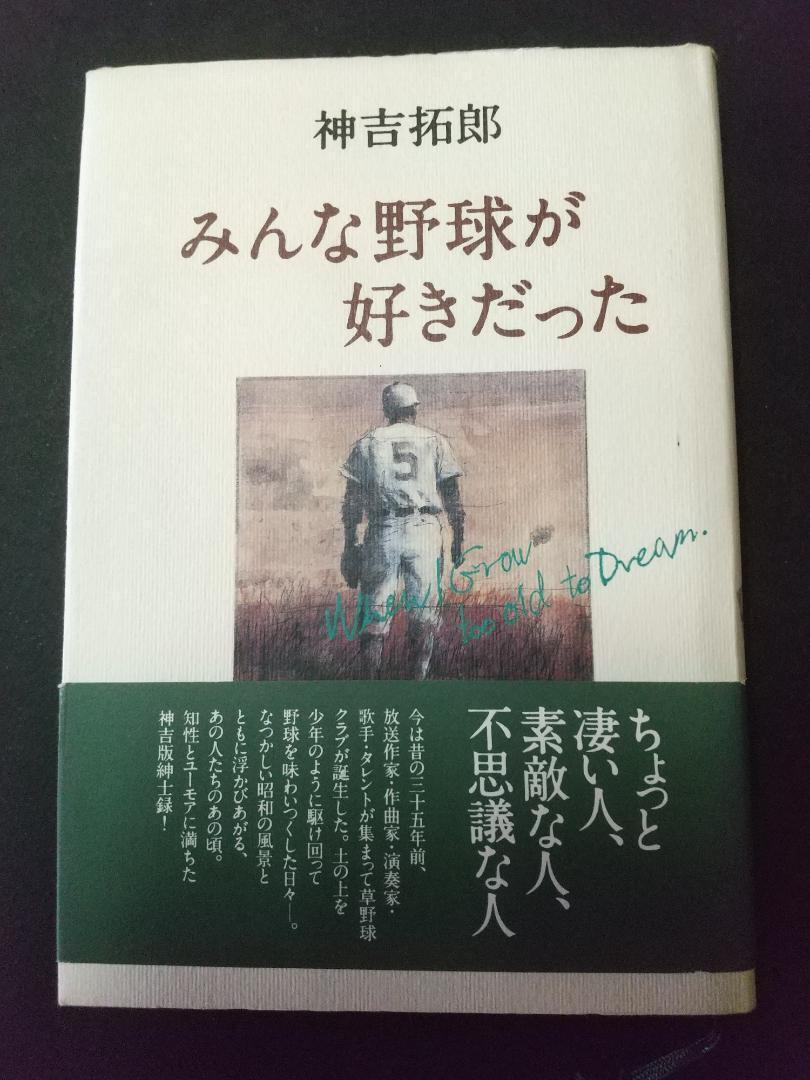 神吉拓郎
みんな野球が
好きだった
5
When I Grow
too old to Dream.
ちょっと
凄い人、
素敵な人、
不思議な人
今は昔の三十五年前、
放送作家・作曲家・演奏家・
歌手・タレントが集まって草野球
クラブが誕生した。土の上を
少年のように駆け回って
野球を味わいつくした日々―。
なつかしい昭和の風景と
ともに浮かびあがる、
あの人たちのあの頃。
知性とユーモアに満ちた
神吉版紳士録！